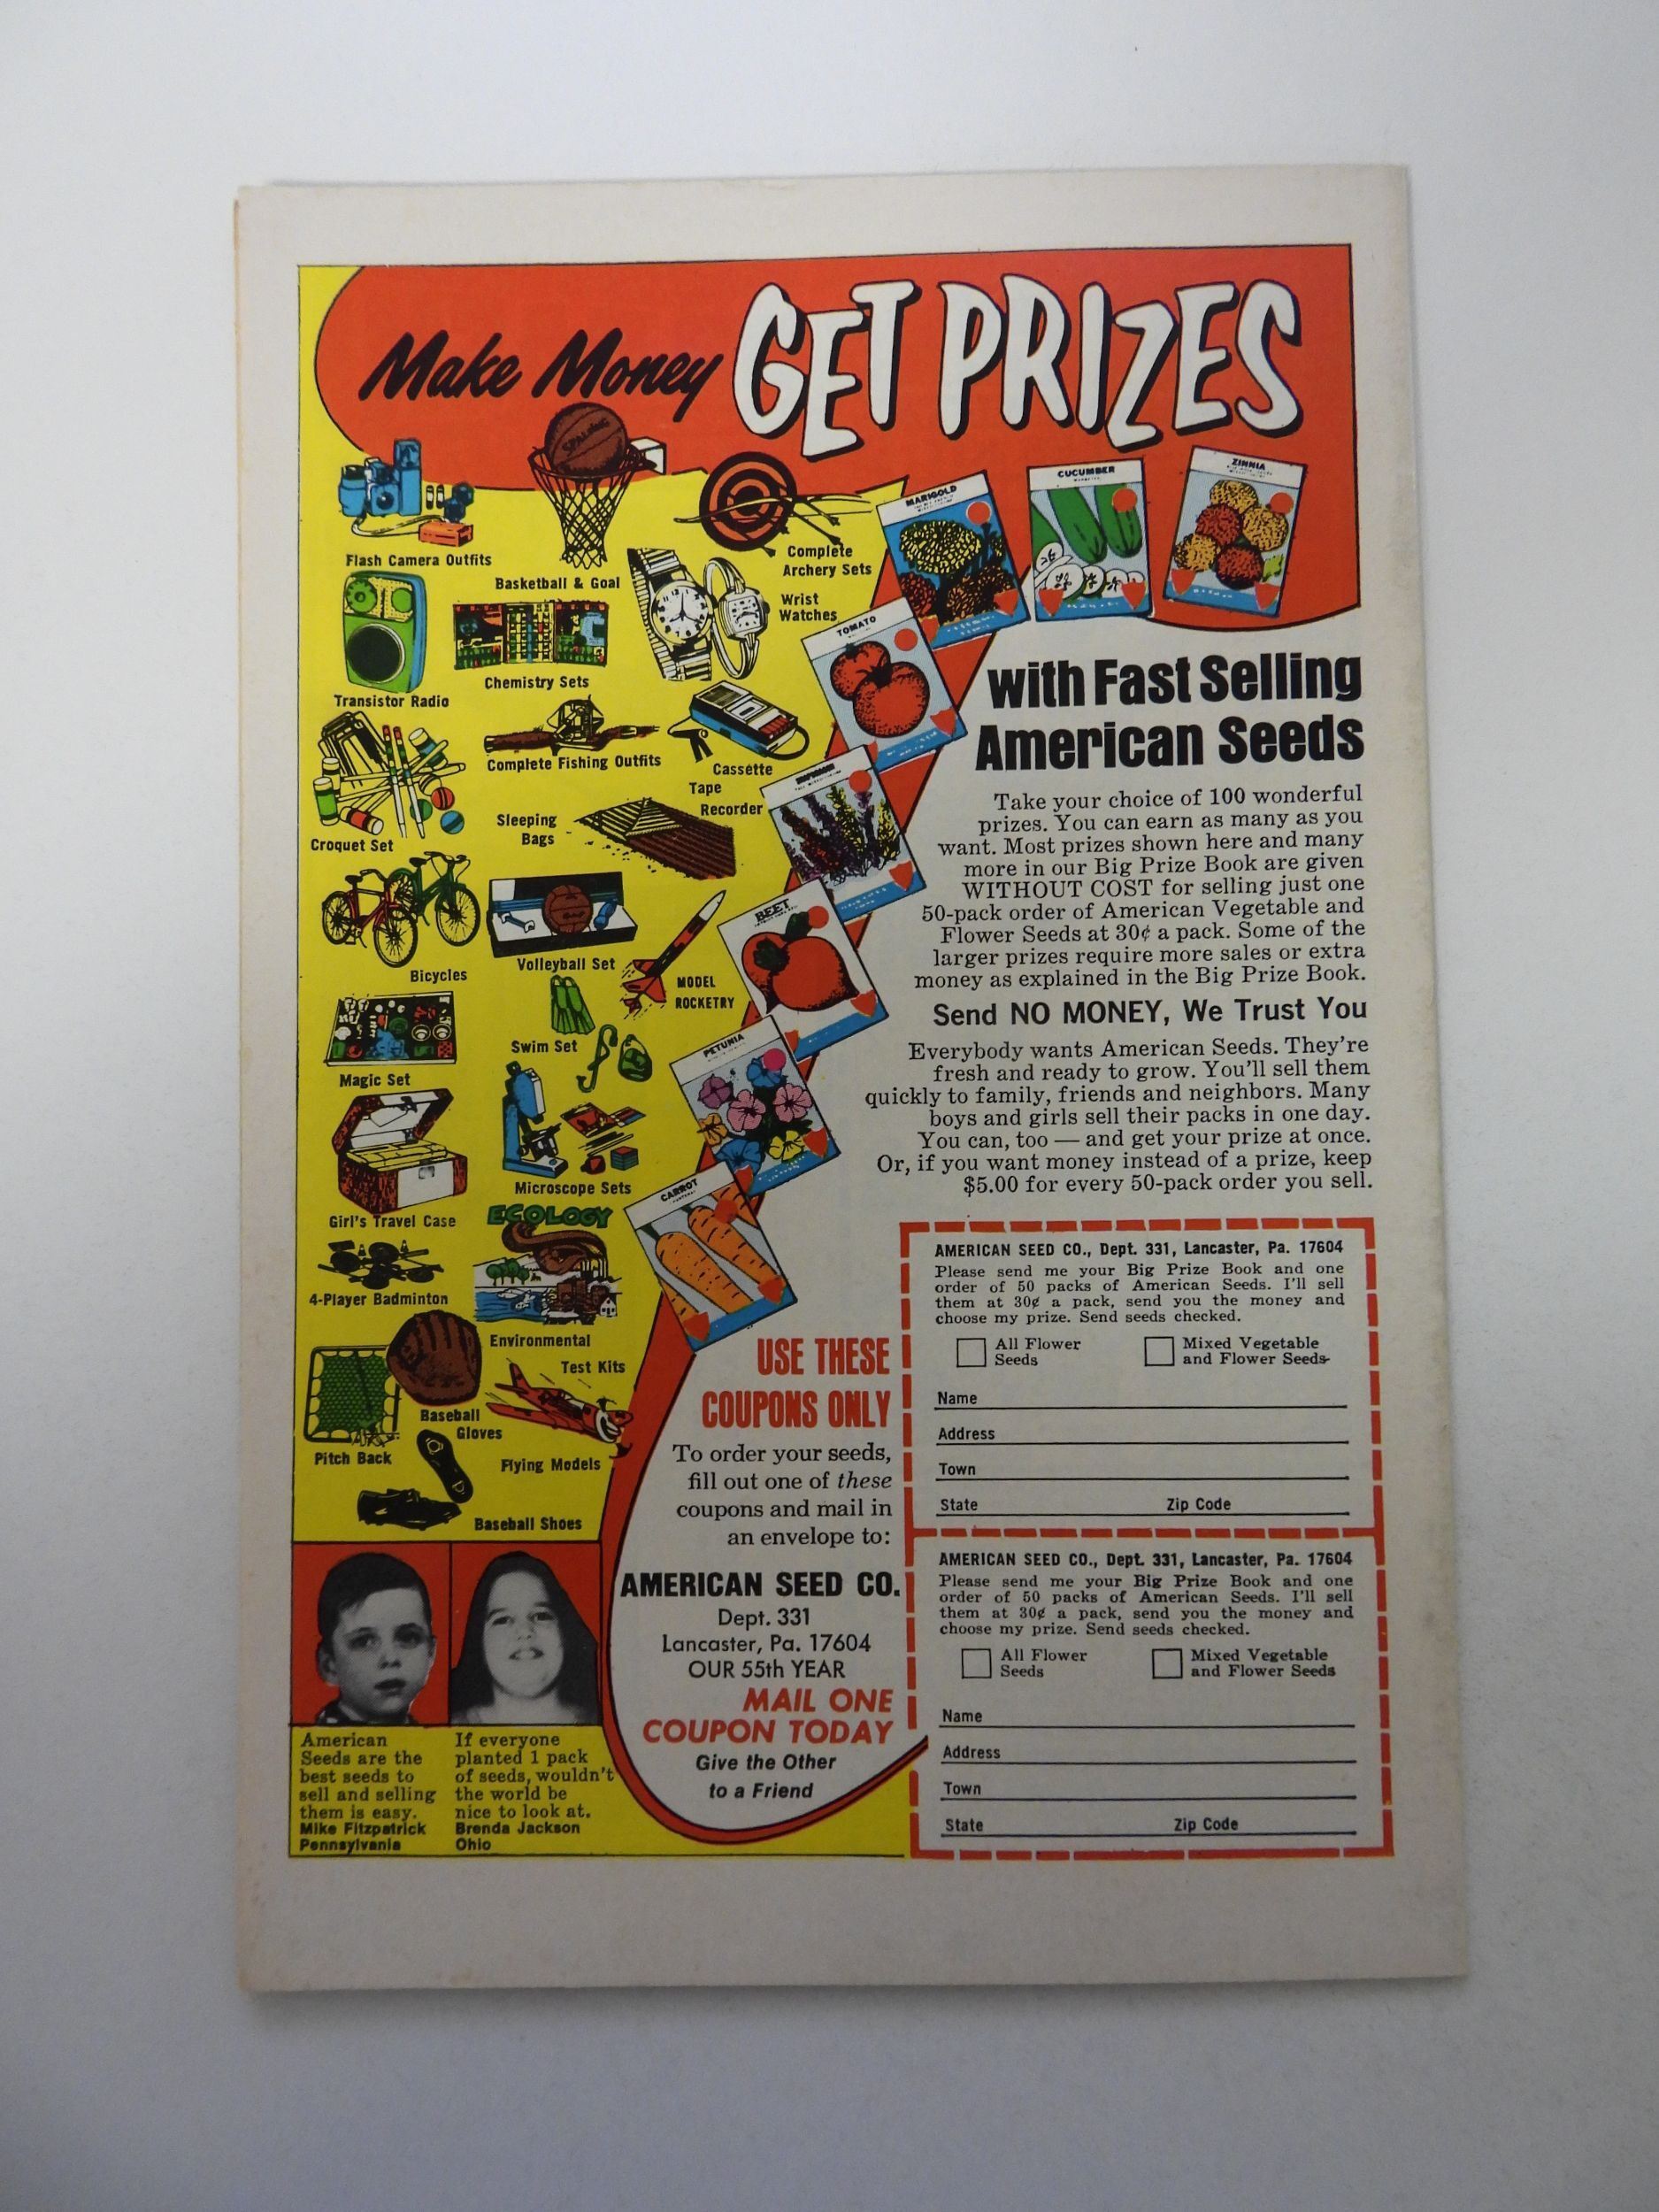 Make Money GET PRIZES
SPALDING
Flash Camera Outfits
Basketball & Goal
Complete
Archery Sets
Wrist
Watches
Transistor Radio
Chemistry Sets
Complete Fishing Outfits
Cassette
Tape
Recorder
Croquet Set
Sleeping
Bags
Bicycles
Volleyball Set
MODEL
ROCKETRY
Magic Set
Swim Set
Girl's Travel Case
Microscope Sets
ECOLOGY
4-Player Badminton
Environmental
Test Kits
Pitch Back
Baseball
Gloves
Flying Models
Baseball Shoes
MARIGOLD
CUCUMBER
ZINNIA
TOMATO
BEET
PETUNIA
CARROT
with Fast Selling
American Seeds
Take your choice of 100 wonderful
prizes. You can earn as many as you
want. Most prizes shown here and many
more in our Big Prize Book are given
WITHOUT COST for selling just one
50-pack order of American Vegetable and
Flower Seeds at 30¢ a pack. Some of the
larger prizes require more sales or extra
money as explained in the Big Prize Book.
Send NO MONEY, We Trust You
Everybody wants American Seeds. They're
fresh and ready to grow. You'll sell them
quickly to family, friends and neighbors. Many
boys and girls sell their packs in one day.
You can, too — and get your prize at once.
Or, if you want money instead of a prize, keep
$5.00 for every 50-pack order you sell.
USE THESE
COUPONS ONLY
To order your seeds,
fill out one of these
coupons and mail in
an envelope to:
AMERICAN SEED CO.
Dept. 331
Lancaster, Pa. 17604
OUR 55th YEAR
MAIL ONE
COUPON TODAY
Give the Other
to a Friend
American
Seeds are the
best seeds to
sell and selling
them is easy.
Mike Fitzpatrick
Pennsylvania
If everyone
planted 1 pack
of seeds, wouldn't
the world be
nice to look at.
Brenda Jackson
Ohio
AMERICAN SEED CO., Dept. 331, Lancaster, Pa. 17604
Please send me your Big Prize Book and one
order of 50 packs of American Seeds. I'll sell
them at 30¢ a pack, send you the money and
choose my prize. Send seeds checked.
All Flower
Seeds
Mixed Vegetable
and Flower Seeds
Name
Address
Town
State Zip Code
AMERICAN SEED CO., Dept. 331, Lancaster, Pa. 17604
Please send me your Big Prize Book and one
order of 50 packs of American Seeds. I'll sell
them at 30¢ a pack, send you the money and
choose my prize. Send seeds checked.
All Flower
Seeds
Mixed Vegetable
and Flower Seeds
Name
Address
Town
State Zip Code